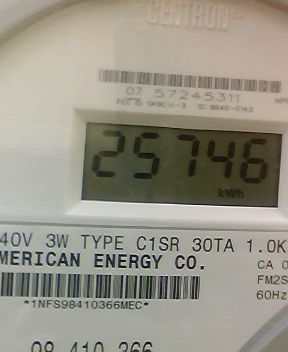 CENTRON®
07 57245311
25746
kWh
40V 3W TYPE C1SR 30TA 1.0K
MERICAN ENERGY CO.
CA 0
FM2S
60Hz
*1NFS98410366MEC*
98 410 366